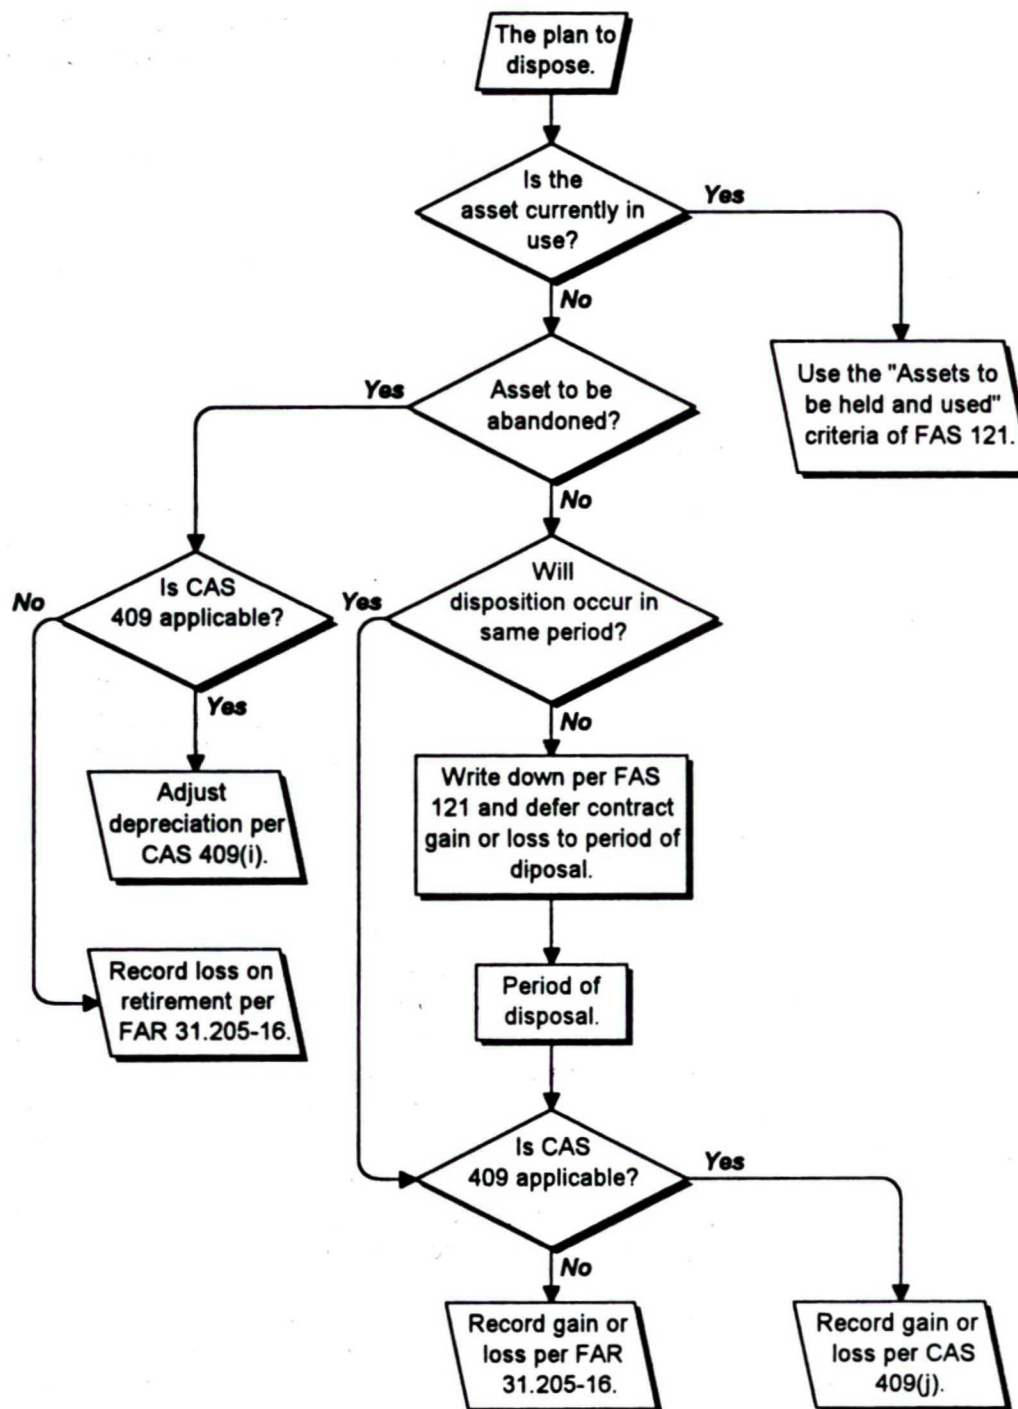 The plan to
dispose.
Is the
asset currently in
use?
Yes
No
Use the "Assets to
be held and used"
criteria of FAS 121.
Asset to be
abandoned?
Yes
No
Is CAS
409 applicable?
No
Yes
Will
disposition occur in
same period?
Yes
No
Adjust
depreciation per
CAS 409(i).
Write down per FAS
121 and defer contract
gain or loss to period of
diposal.
Record loss on
retirement per
FAR 31.205-16.
Period of
disposal.
Is CAS
409 applicable?
Yes
No
Record gain or
loss per FAR
31.205-16.
Record gain or
loss per CAS
409(j).